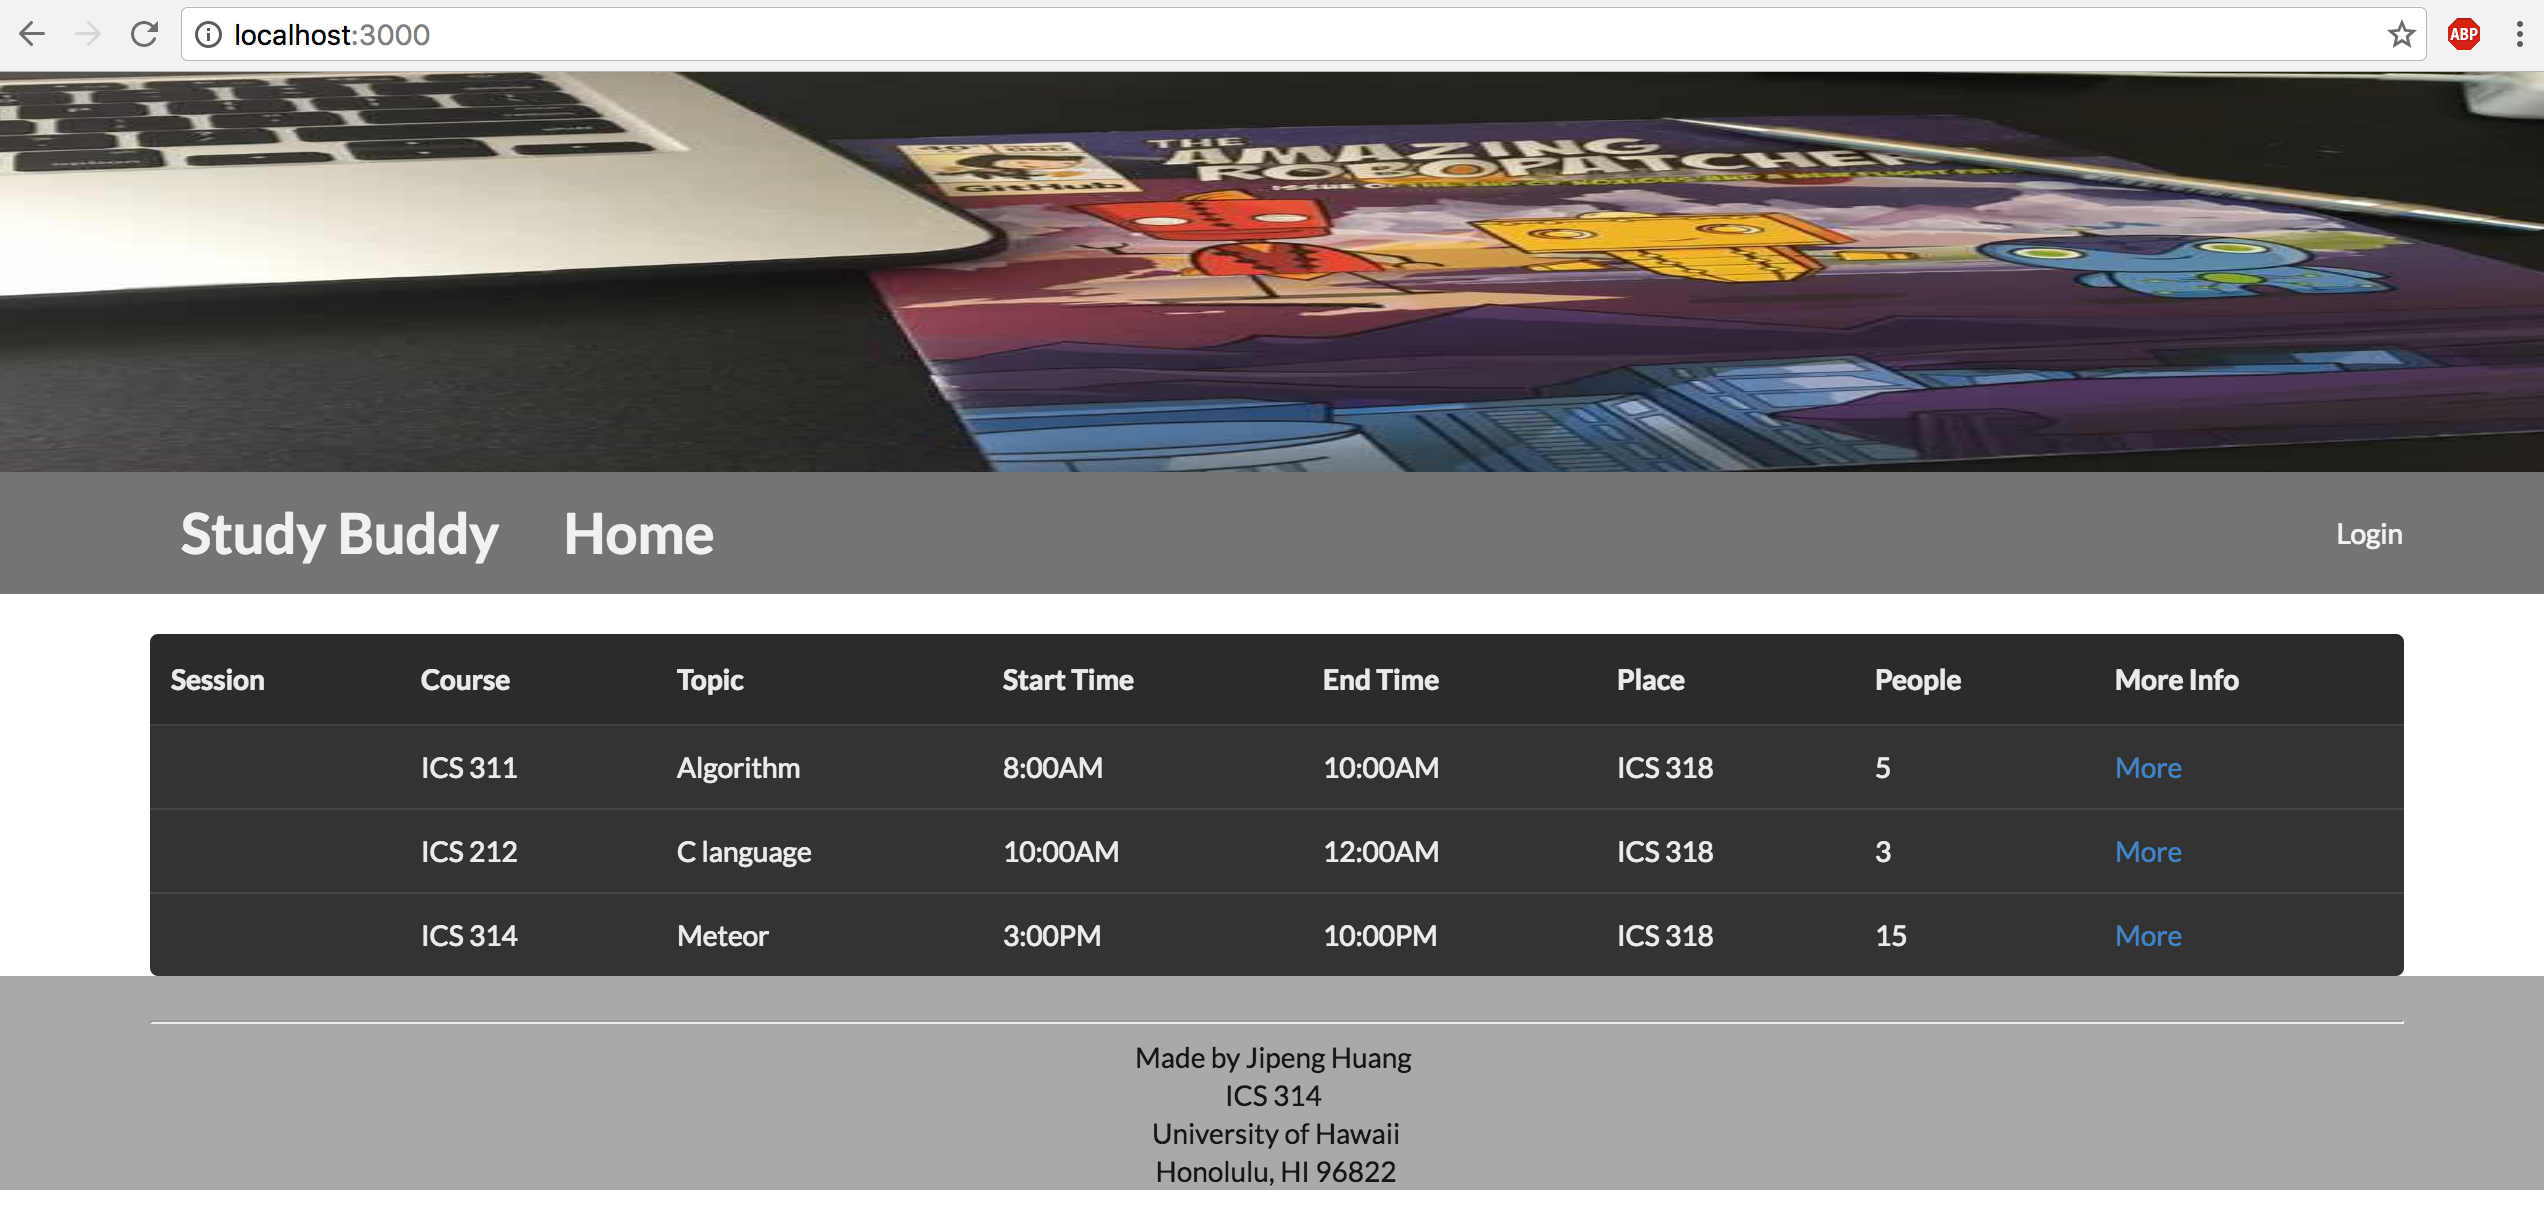 localhost:3000
ABP
option
THE
AMAZING
ROBOPATCHER
GitHub
Study Buddy Home Login
Session Course Topic Start Time End Time Place People More Info
ICS 311 Algorithm 8:00AM 10:00AM ICS 318 5 More
ICS 212 C language 10:00AM 12:00AM ICS 318 3 More
ICS 314 Meteor 3:00PM 10:00PM ICS 318 15 More
Made by Jipeng Huang
ICS 314
University of Hawaii
Honolulu, HI 96822